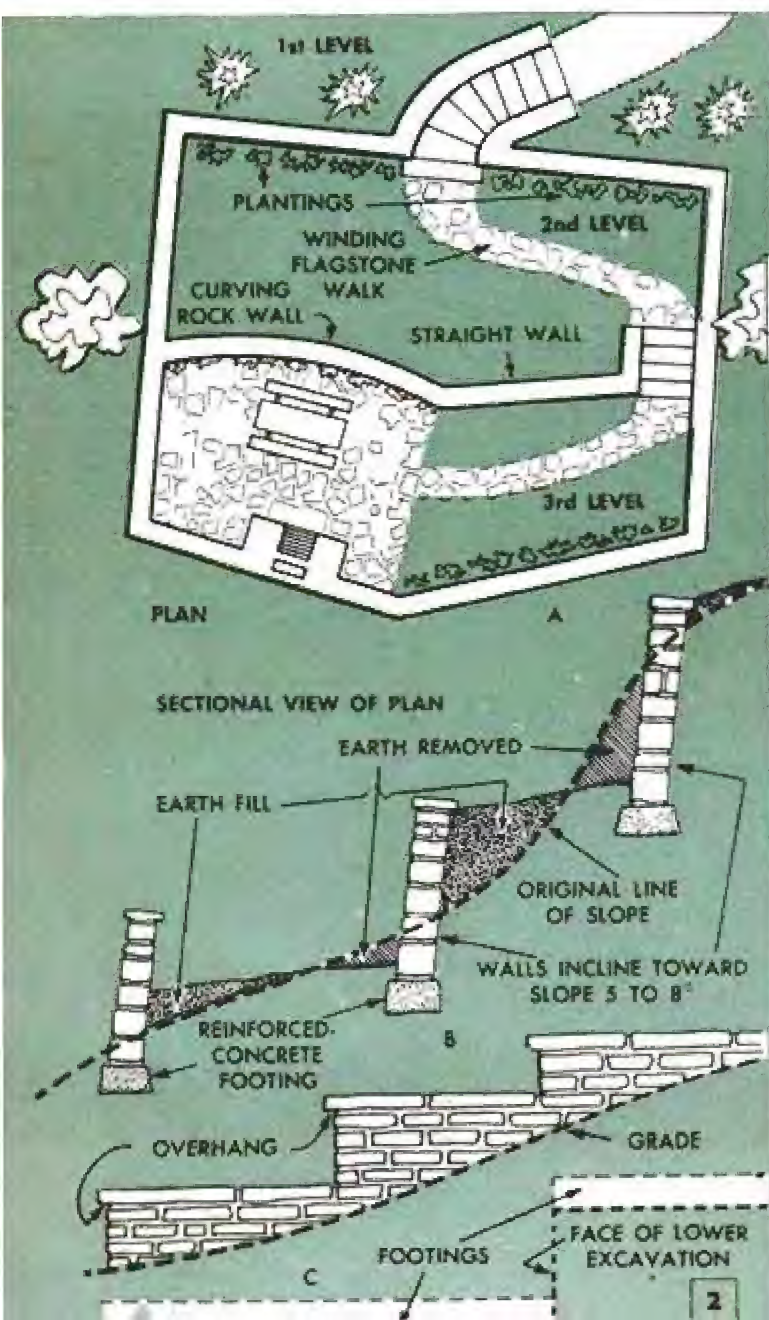 1st LEVEL
PLANTINGS
2nd LEVEL
WINDING
FLAGSTONE
WALK
CURVING
ROCK WALL
STRAIGHT WALL
3rd LEVEL
PLAN
A
SECTIONAL VIEW OF PLAN
EARTH REMOVED
EARTH FILL
ORIGINAL LINE
OF SLOPE
WALLS INCLINE TOWARD
SLOPE 5 TO 8°
REINFORCED-
CONCRETE
FOOTING
B
OVERHANG
GRADE
FOOTINGS
FACE OF LOWER
EXCAVATION
C
2